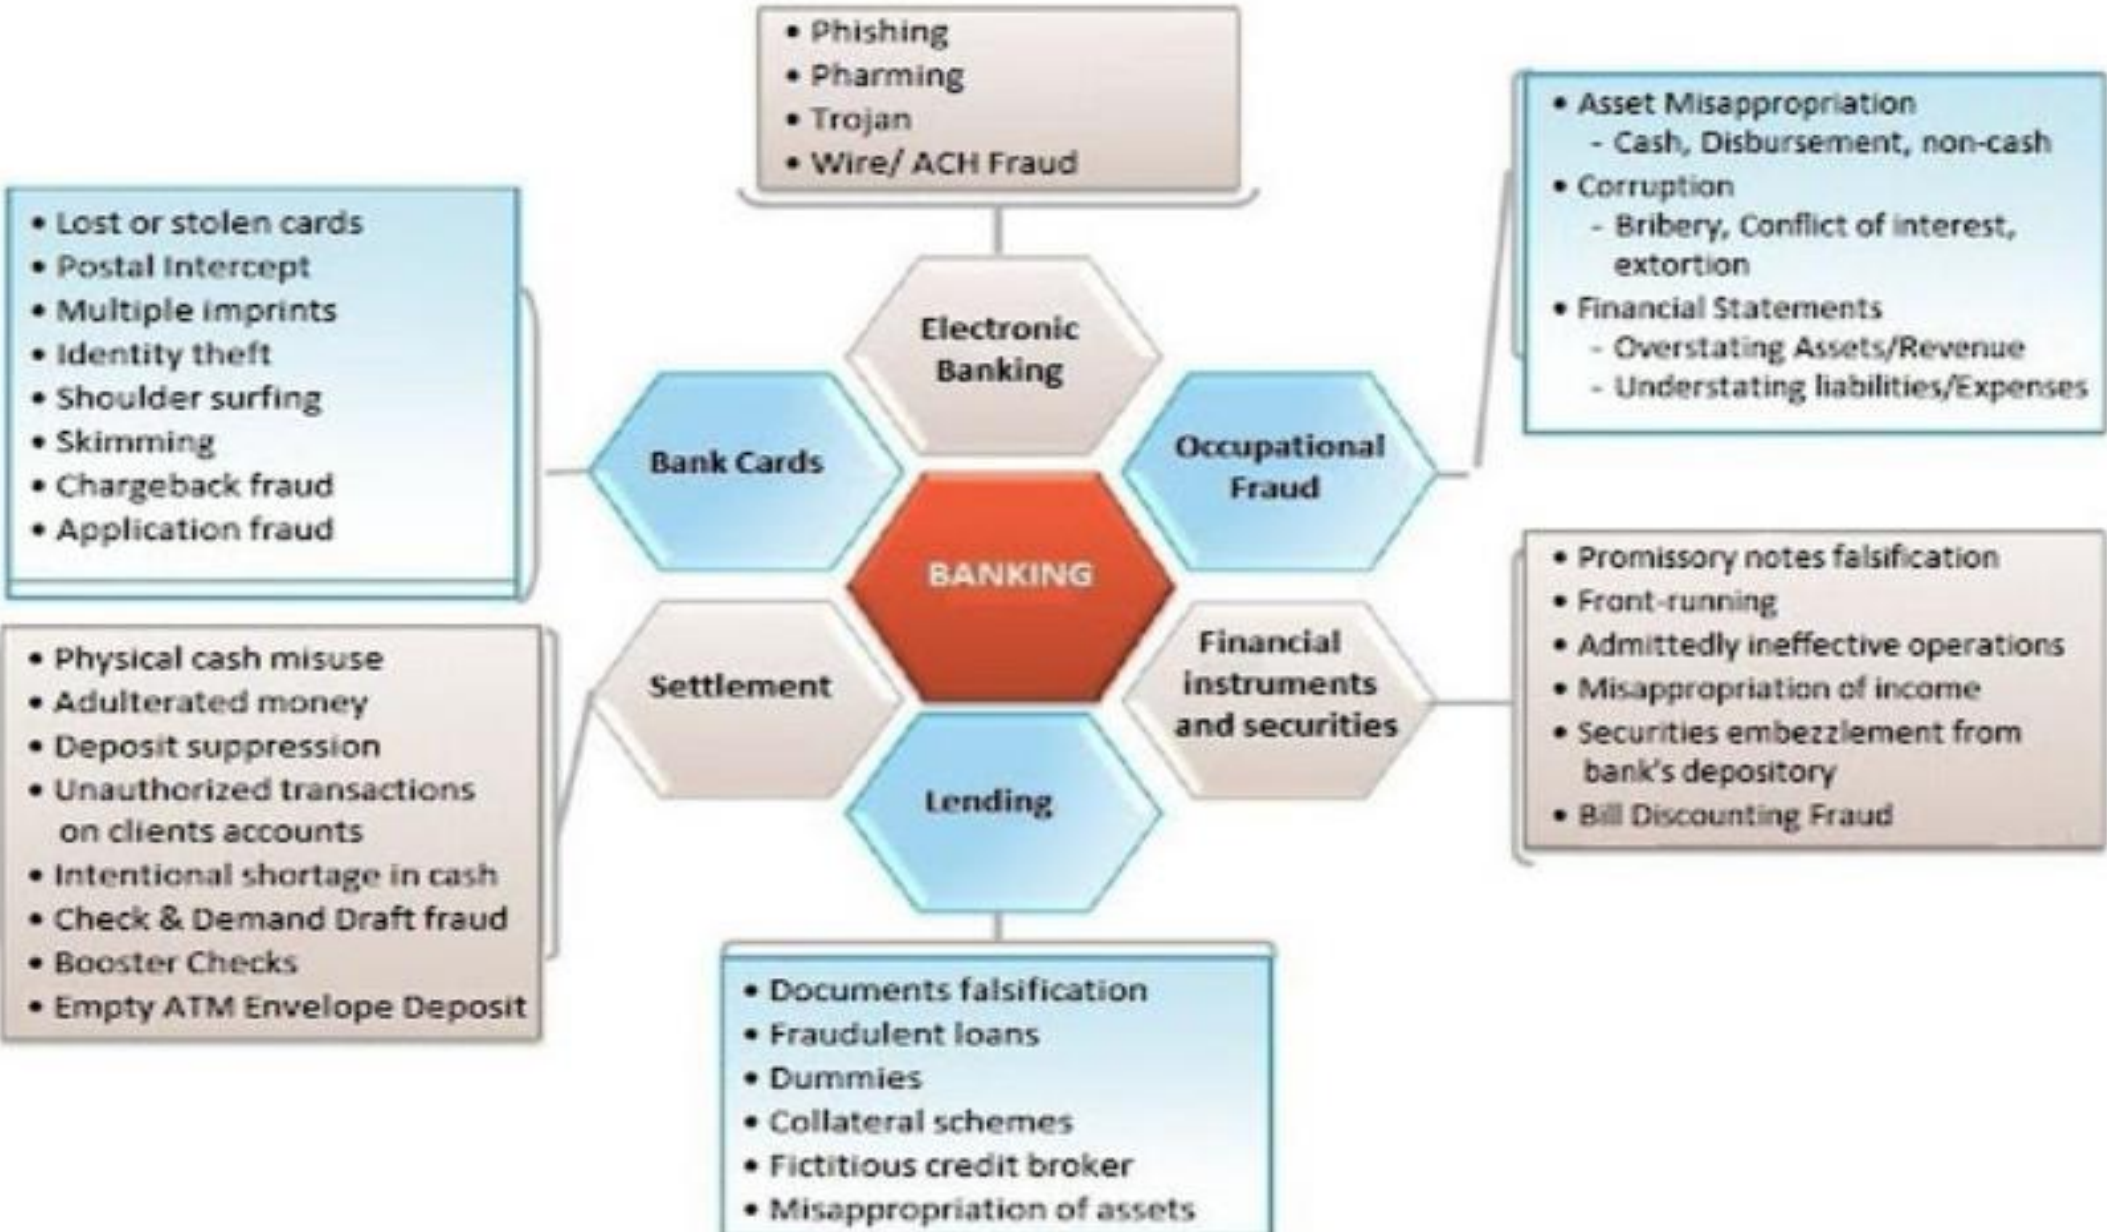 • Phishing
• Pharming
• Trojan
• Wire/ ACH Fraud
• Lost or stolen cards
• Postal Intercept
• Multiple imprints
• Identity theft
• Shoulder surfing
• Skimming
• Chargeback fraud
• Application fraud
• Asset Misappropriation
- Cash, Disbursement, non-cash
• Corruption
- Bribery, Conflict of interest,
extortion
• Financial Statements
- Overstating Assets/Revenue
- Understating liabilities/Expenses
Electronic
Banking
Bank Cards
Occupational
Fraud
BANKING
Settlement
Financial
instruments
and securities
Lending
• Physical cash misuse
• Adulterated money
• Deposit suppression
• Unauthorized transactions
on clients accounts
• Intentional shortage in cash
• Check & Demand Draft fraud
• Booster Checks
• Empty ATM Envelope Deposit
• Promissory notes falsification
• Front-running
• Admittedly ineffective operations
• Misappropriation of income
• Securities embezzlement from
bank's depository
• Bill Discounting Fraud
• Documents falsification
• Fraudulent loans
• Dummies
• Collateral schemes
• Fictitious credit broker
• Misappropriation of assets